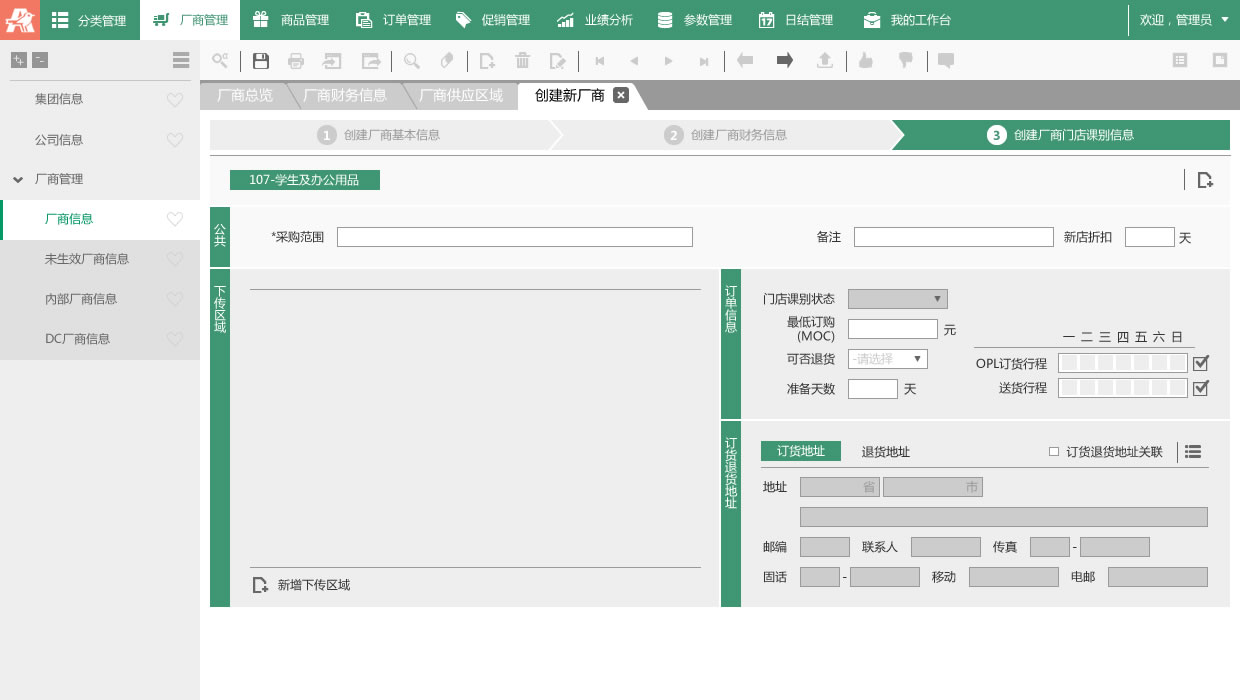 分类管理 厂商管理 商品管理 订单管理 促销管理 业绩分析 参数管理 日结管理 我的工作台 欢迎，管理员
17
集团信息
公司信息
厂商管理
厂商信息
未生效厂商信息
内部厂商信息
DC厂商信息
厂商总览 厂商财务信息 厂商供应区域 创建新厂商
1 创建厂商基本信息 2 创建厂商财务信息 3 创建厂商门店课别信息
107-学生及办公用品
公共
*采购范围 备注 新店折扣 天
下传区域
新增下传区域
订单信息
门店课别状态
最低订购
(MOC) 元
可否退货 -请选择
准备天数 天
一 二 三 四 五 六 日
OPL订货行程
送货行程
订货退货地址
订货地址 退货地址 订货退货地址关联
地址 省 市
邮编 联系人 传真 -
固话 - 移动 电邮